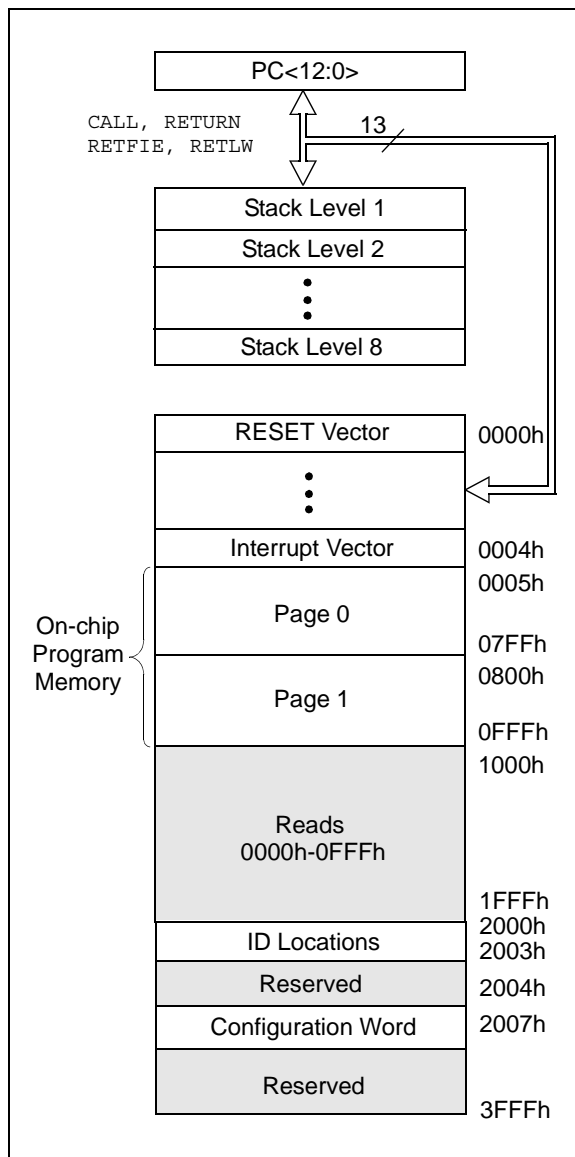 PC<12:0>
CALL, RETURN
RETFIE, RETLW
13
Stack Level 1
Stack Level 2
Stack Level 8
RESET Vector
0000h
Interrupt Vector
0004h
0005h
On-chip
Program
Memory
Page 0
07FFh
0800h
Page 1
0FFFh
1000h
Reads
0000h-0FFFh
1FFFh
2000h
ID Locations
2003h
Reserved
2004h
Configuration Word
2007h
Reserved
3FFFh